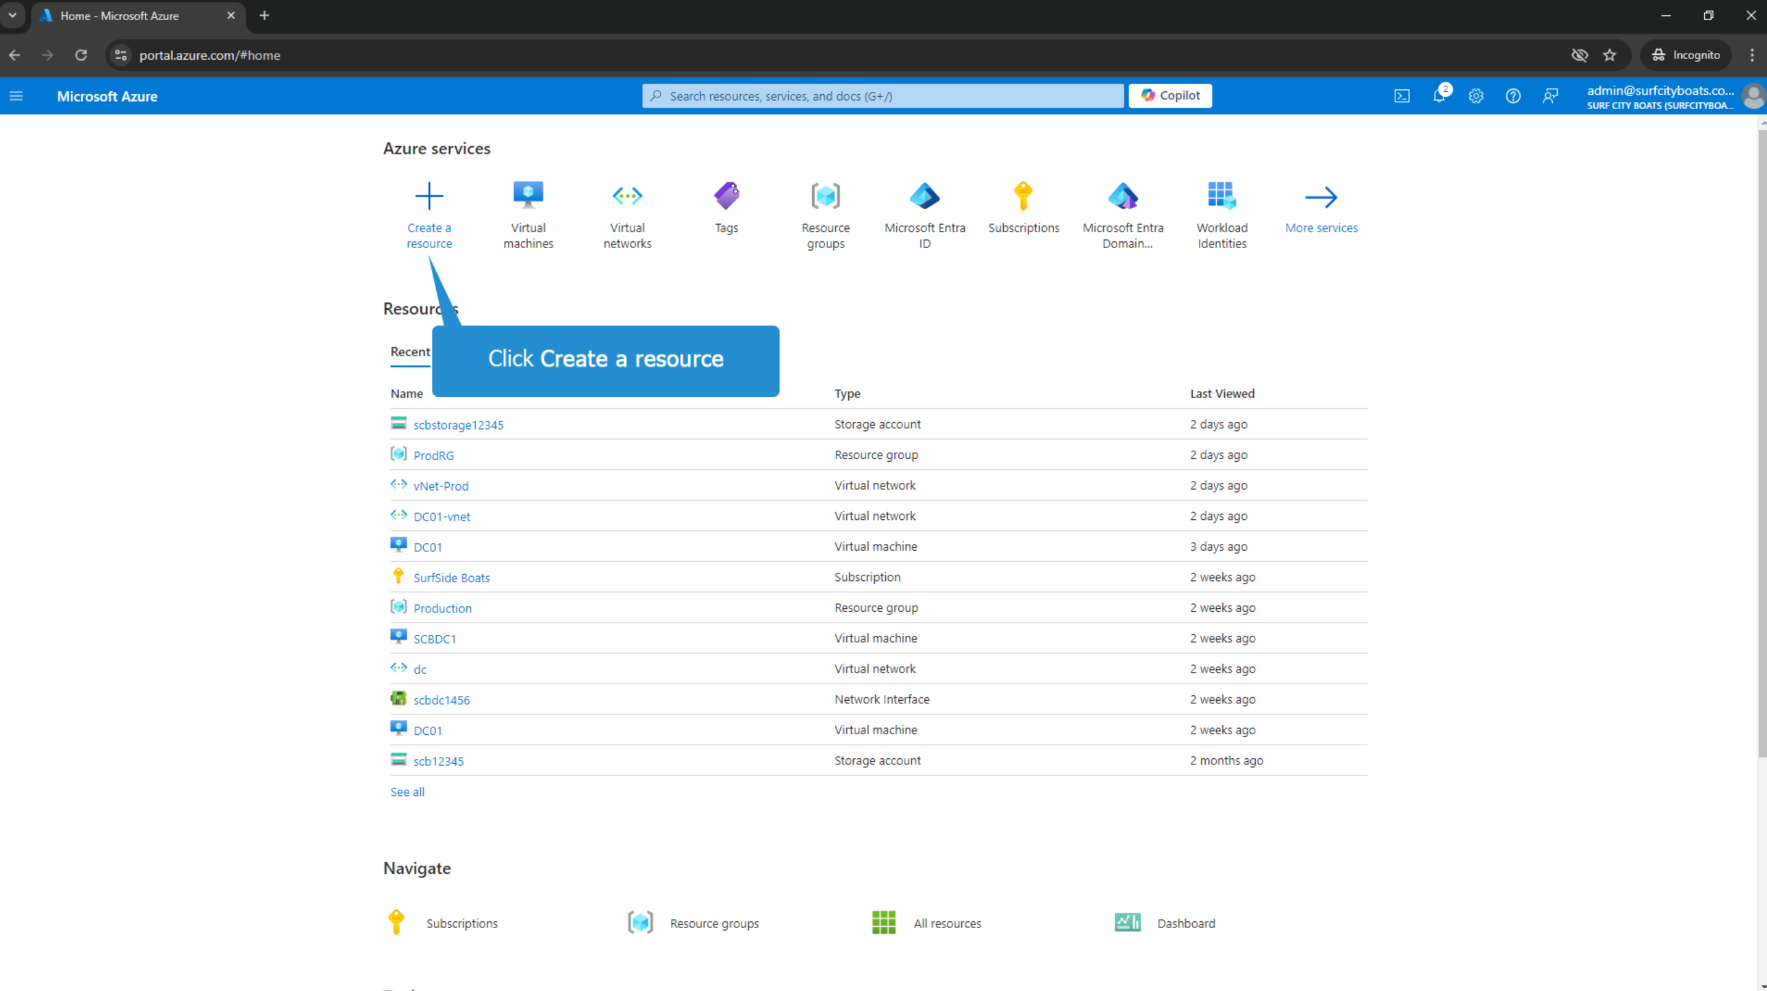 Home - Microsoft Azure
portal.azure.com/#home
Incognito
Microsoft Azure
Search resources, services, and docs (G+/)
Copilot
2
admin@surfcityboats.co...
SURF CITY BOATS (SURFCITYBOA...
Azure services
Create a
resource
Virtual
machines
Virtual
networks
Tags
Resource
groups
Microsoft Entra
ID
Subscriptions
Microsoft Entra
Domain...
Workload
Identities
More services
Resources
Click Create a resource
Recent
Name Type Last Viewed
scbstorage12345 Storage account 2 days ago
ProdRG Resource group 2 days ago
vNet-Prod Virtual network 2 days ago
DC01-vnet Virtual network 2 days ago
DC01 Virtual machine 3 days ago
SurfSide Boats Subscription 2 weeks ago
Production Resource group 2 weeks ago
SCBDC1 Virtual machine 2 weeks ago
dc Virtual network 2 weeks ago
scbdc1456 Network Interface 2 weeks ago
DC01 Virtual machine 2 weeks ago
scb12345 Storage account 2 months ago
See all
Navigate
Subscriptions Resource groups All resources Dashboard